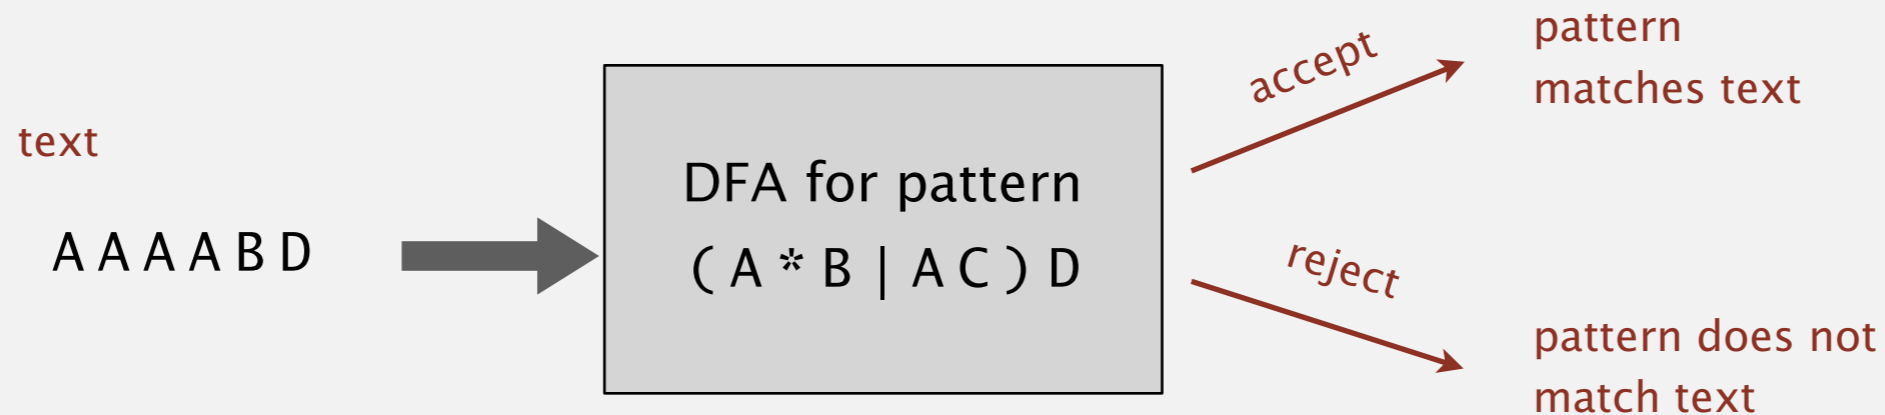 text
A A A A B D
DFA for pattern
( A * B | A C ) D
accept
pattern
matches text
reject
pattern does not
match text